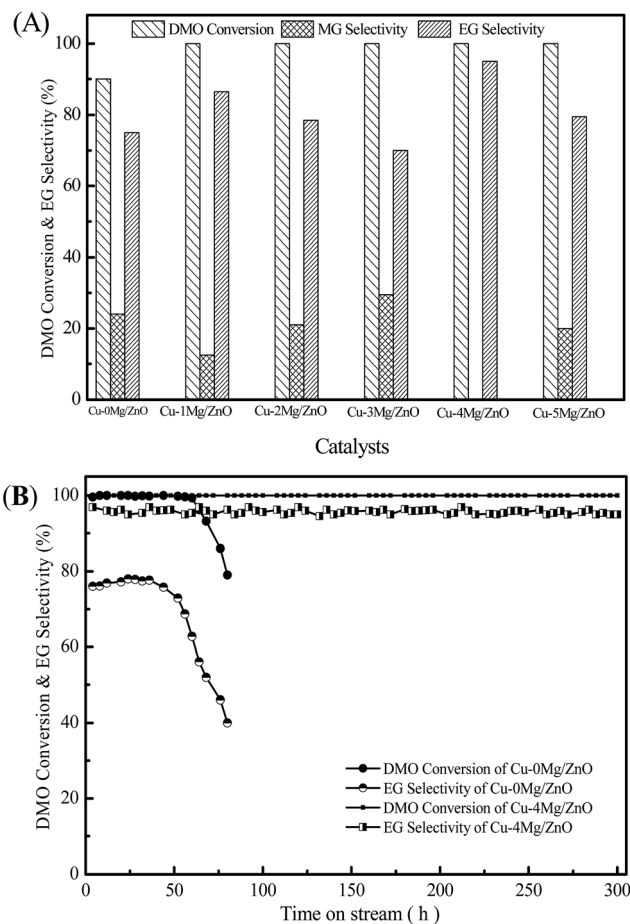 (A)
DMO Conversion MG Selectivity EG Selectivity
DMO Conversion & EG Selectivity (%)
100
80
60
40
20
0
Cu-0Mg/ZnO Cu-1Mg/ZnO Cu-2Mg/ZnO Cu-3Mg/ZnO Cu-4Mg/ZnO Cu-5Mg/ZnO
Catalysts
(B)
DMO Conversion & EG Selectivity (%)
100
80
60
40
20
0
DMO Conversion of Cu-0Mg/ZnO
EG Selectivity of Cu-0Mg/ZnO
DMO Conversion of Cu-4Mg/ZnO
EG Selectivity of Cu-4Mg/ZnO
0 50 100 150 200 250 300
Time on stream ( h )